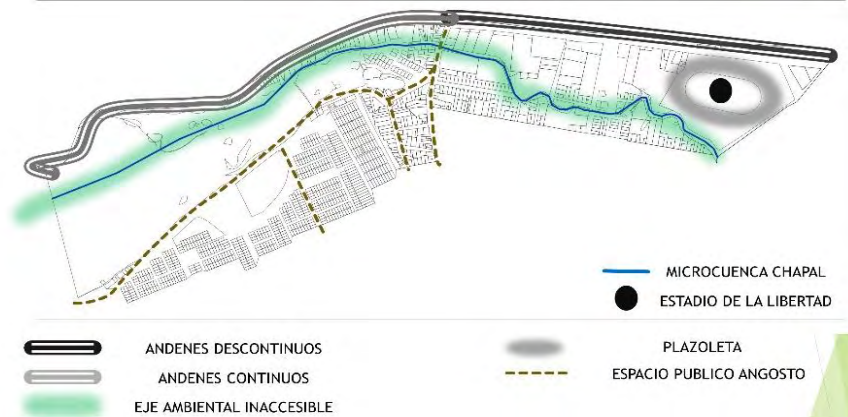 MICROCUENCA CHAPAL
ESTADIO DE LA LIBERTAD
ANDENES DESCONTINUOS
ANDENES CONTINUOS
EJE AMBIENTAL INACCESIBLE
PLAZOLETA
ESPACIO PUBLICO ANGOSTO